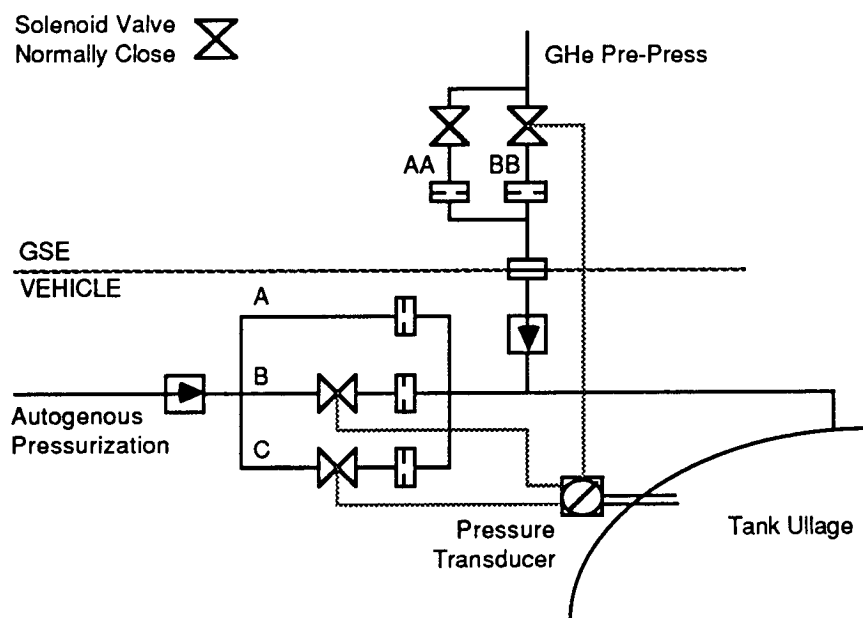 Solenoid Valve
Normally Close
GHe Pre-Press
AA
BB
GSE
VEHICLE
A
B
Autogenous
Pressurization
C
Pressure
Transducer
Tank Ullage